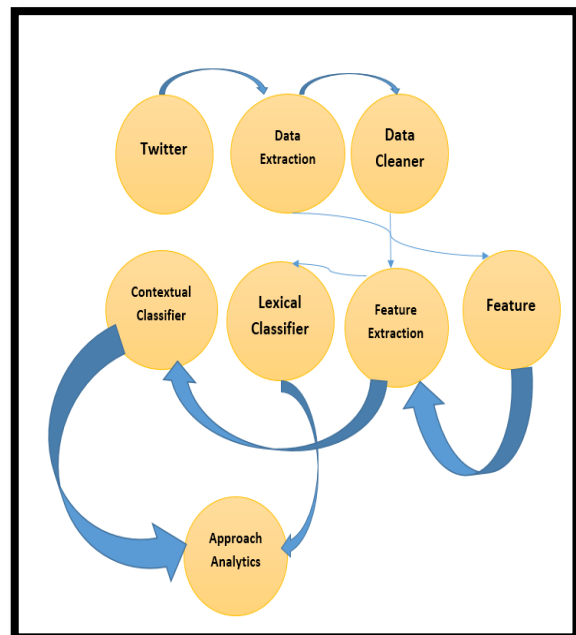 Twitter
Data
Extraction
Data
Cleaner
Contextual
Classifier
Lexical
Classifier
Feature
Extraction
Feature
Approach
Analytics